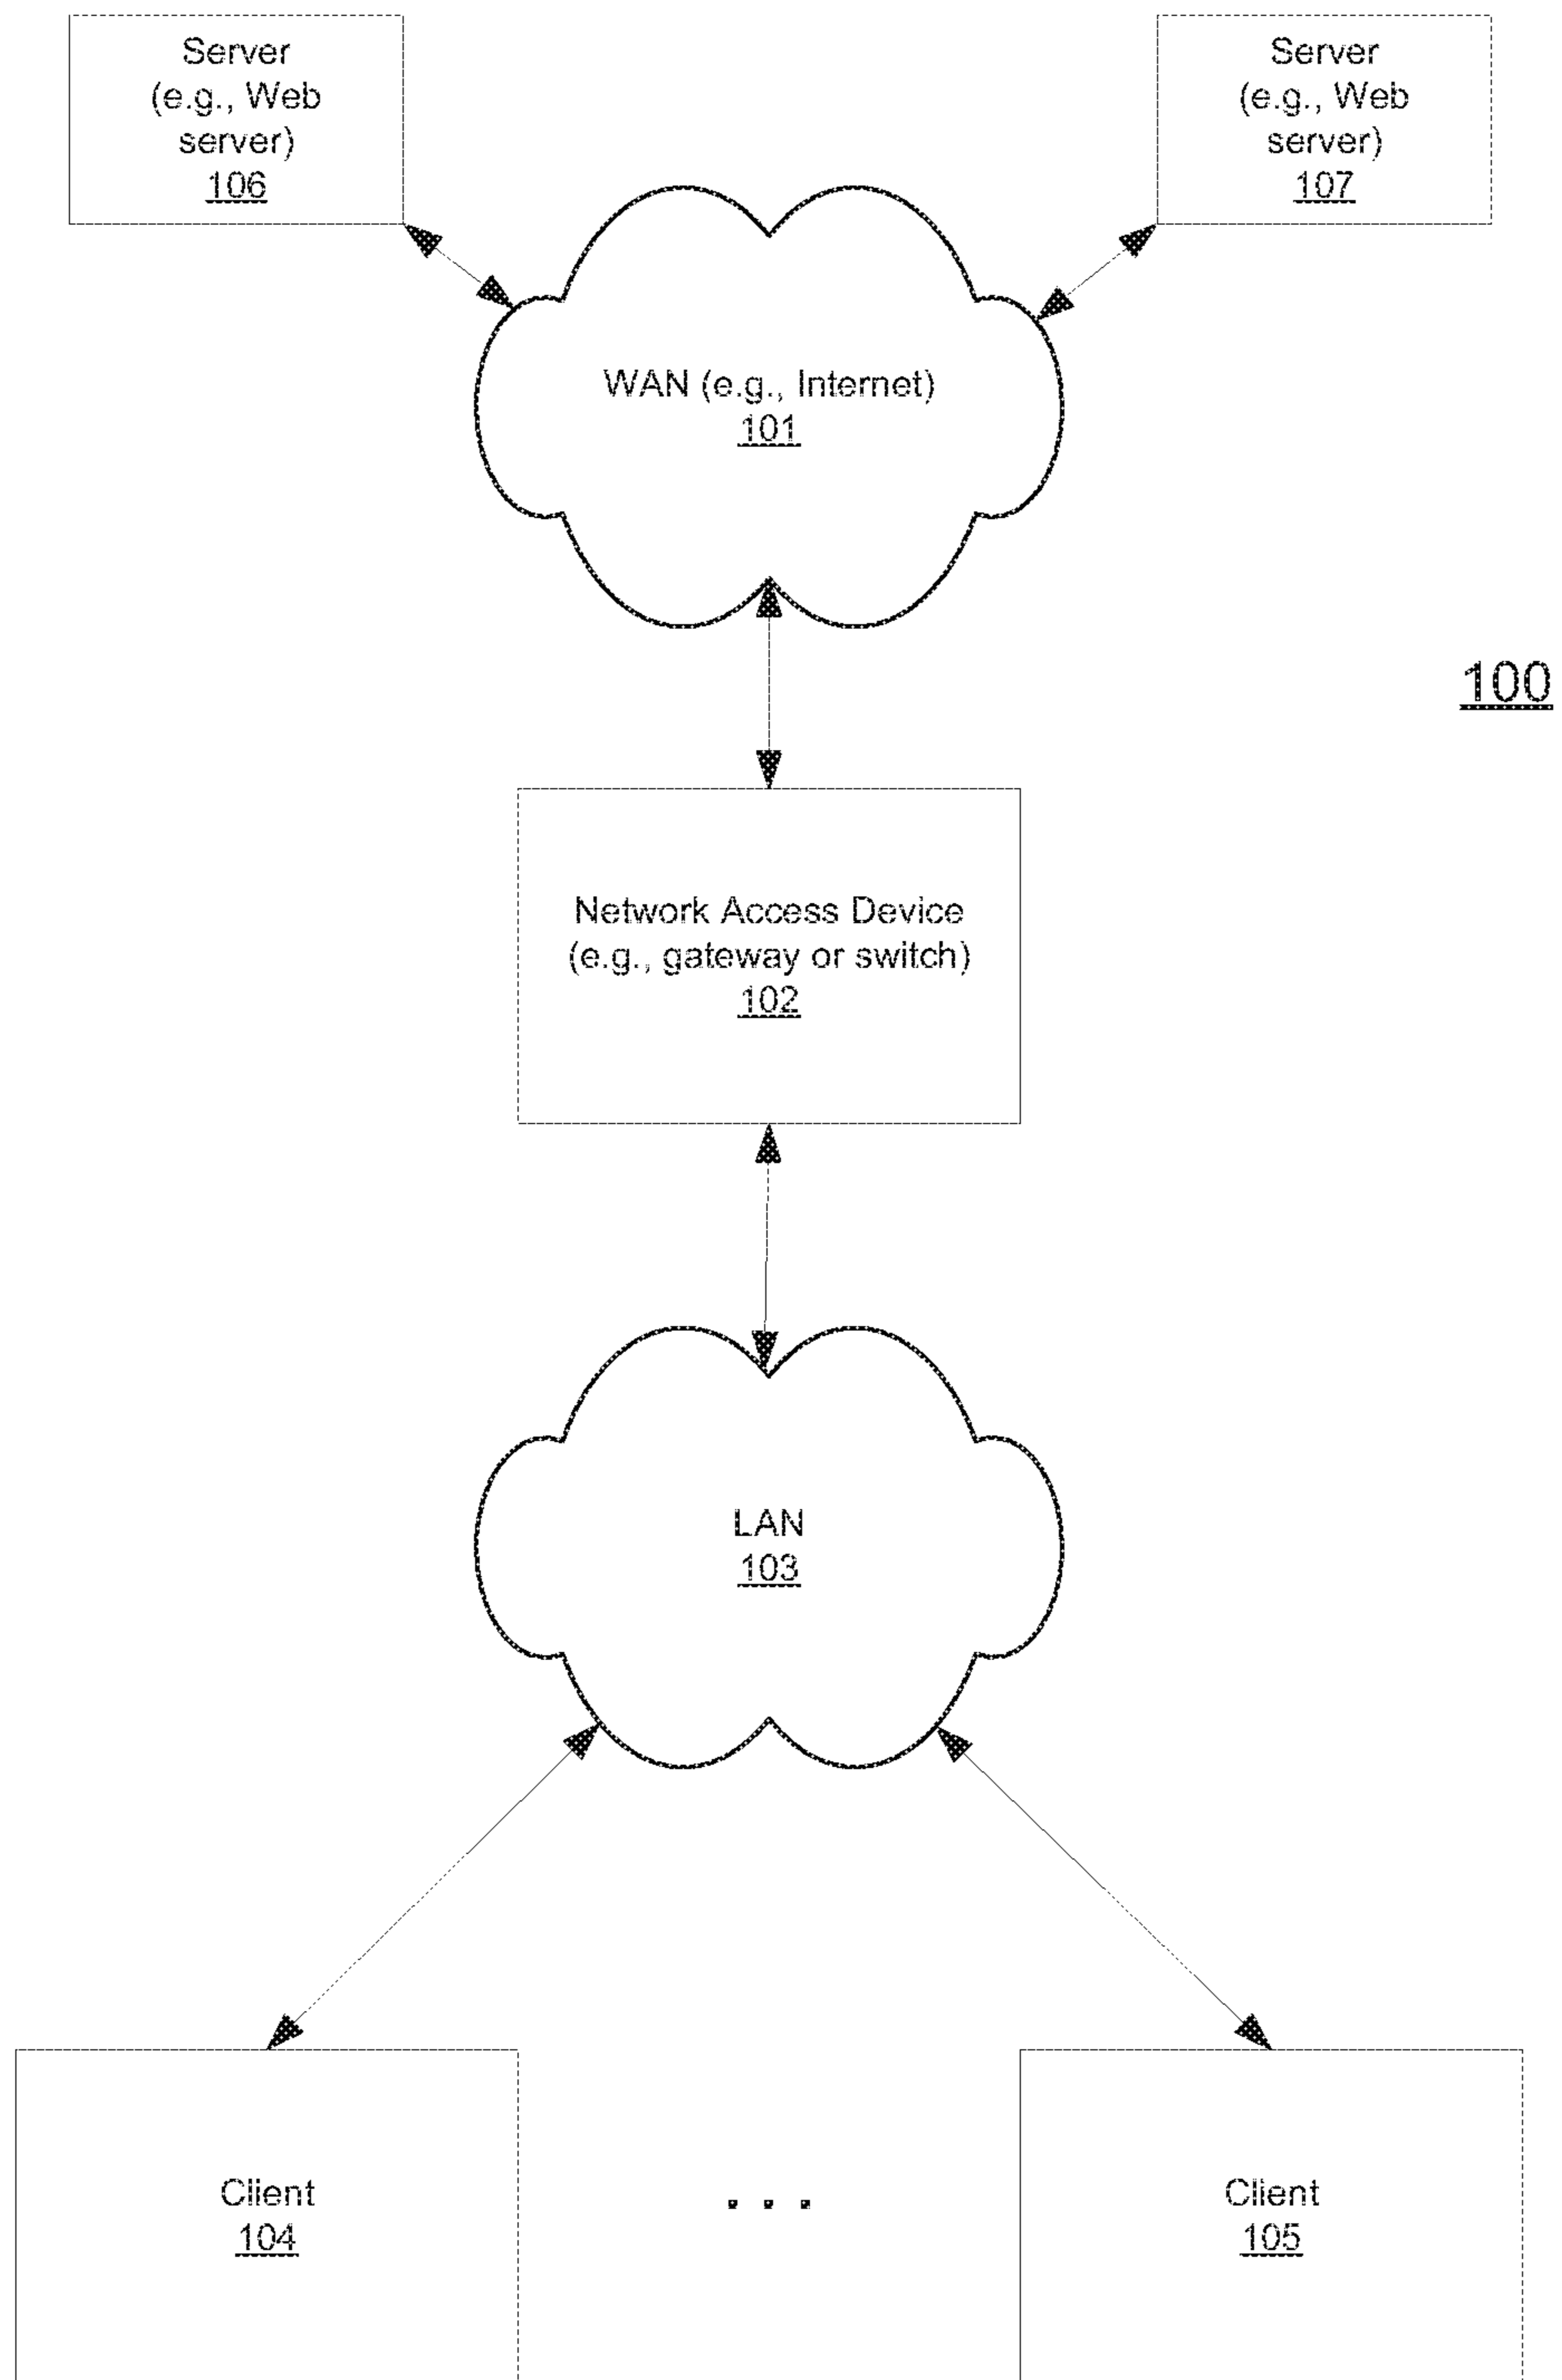 Server
(e.g., Web
server)
106
Server
(e.g., Web
server)
107
WAN (e.g., Internet)
101
100
Network Access Device
(e.g., gateway or switch)
102
LAN
103
Client
104
. . .
Client
105